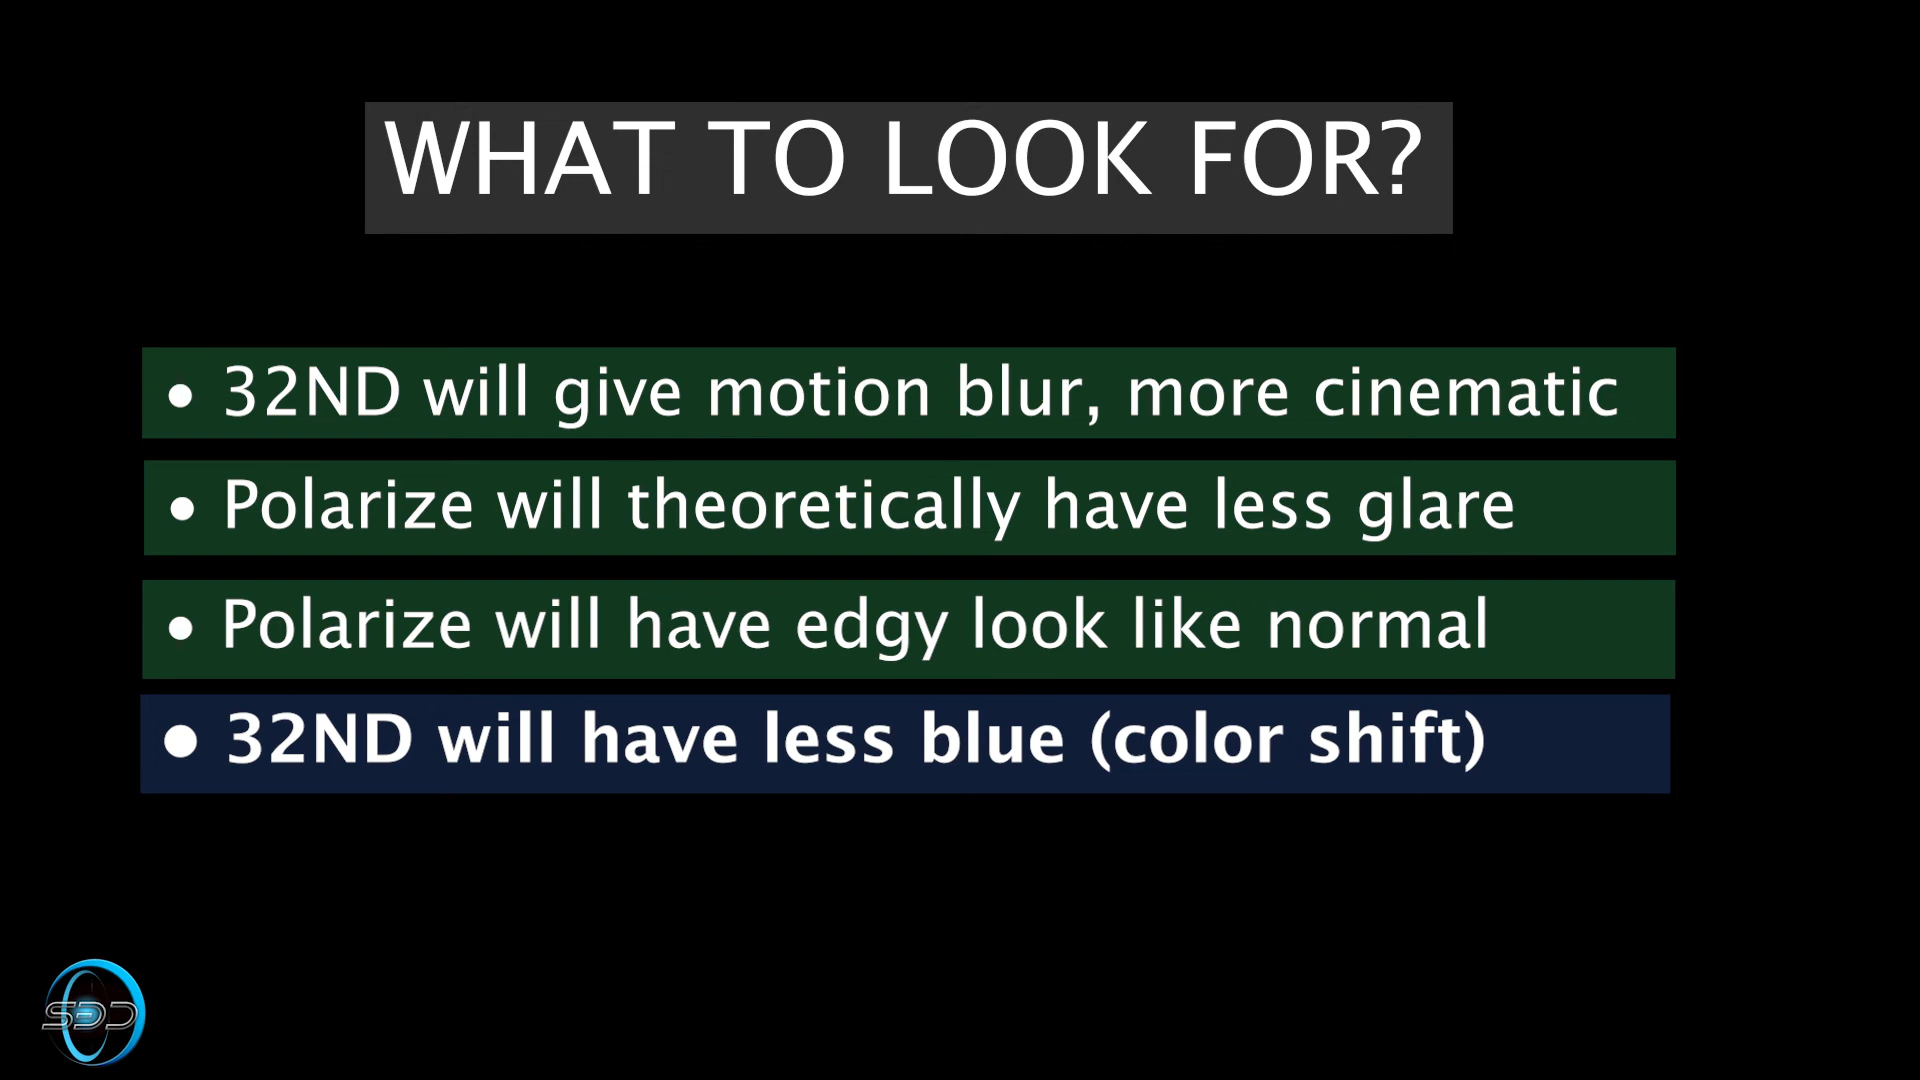 WHAT TO LOOK FOR?
• 32ND will give motion blur, more cinematic
• Polarize will theoretically have less glare
• Polarize will have edgy look like normal
• 32ND will have less blue (color shift)
SDD